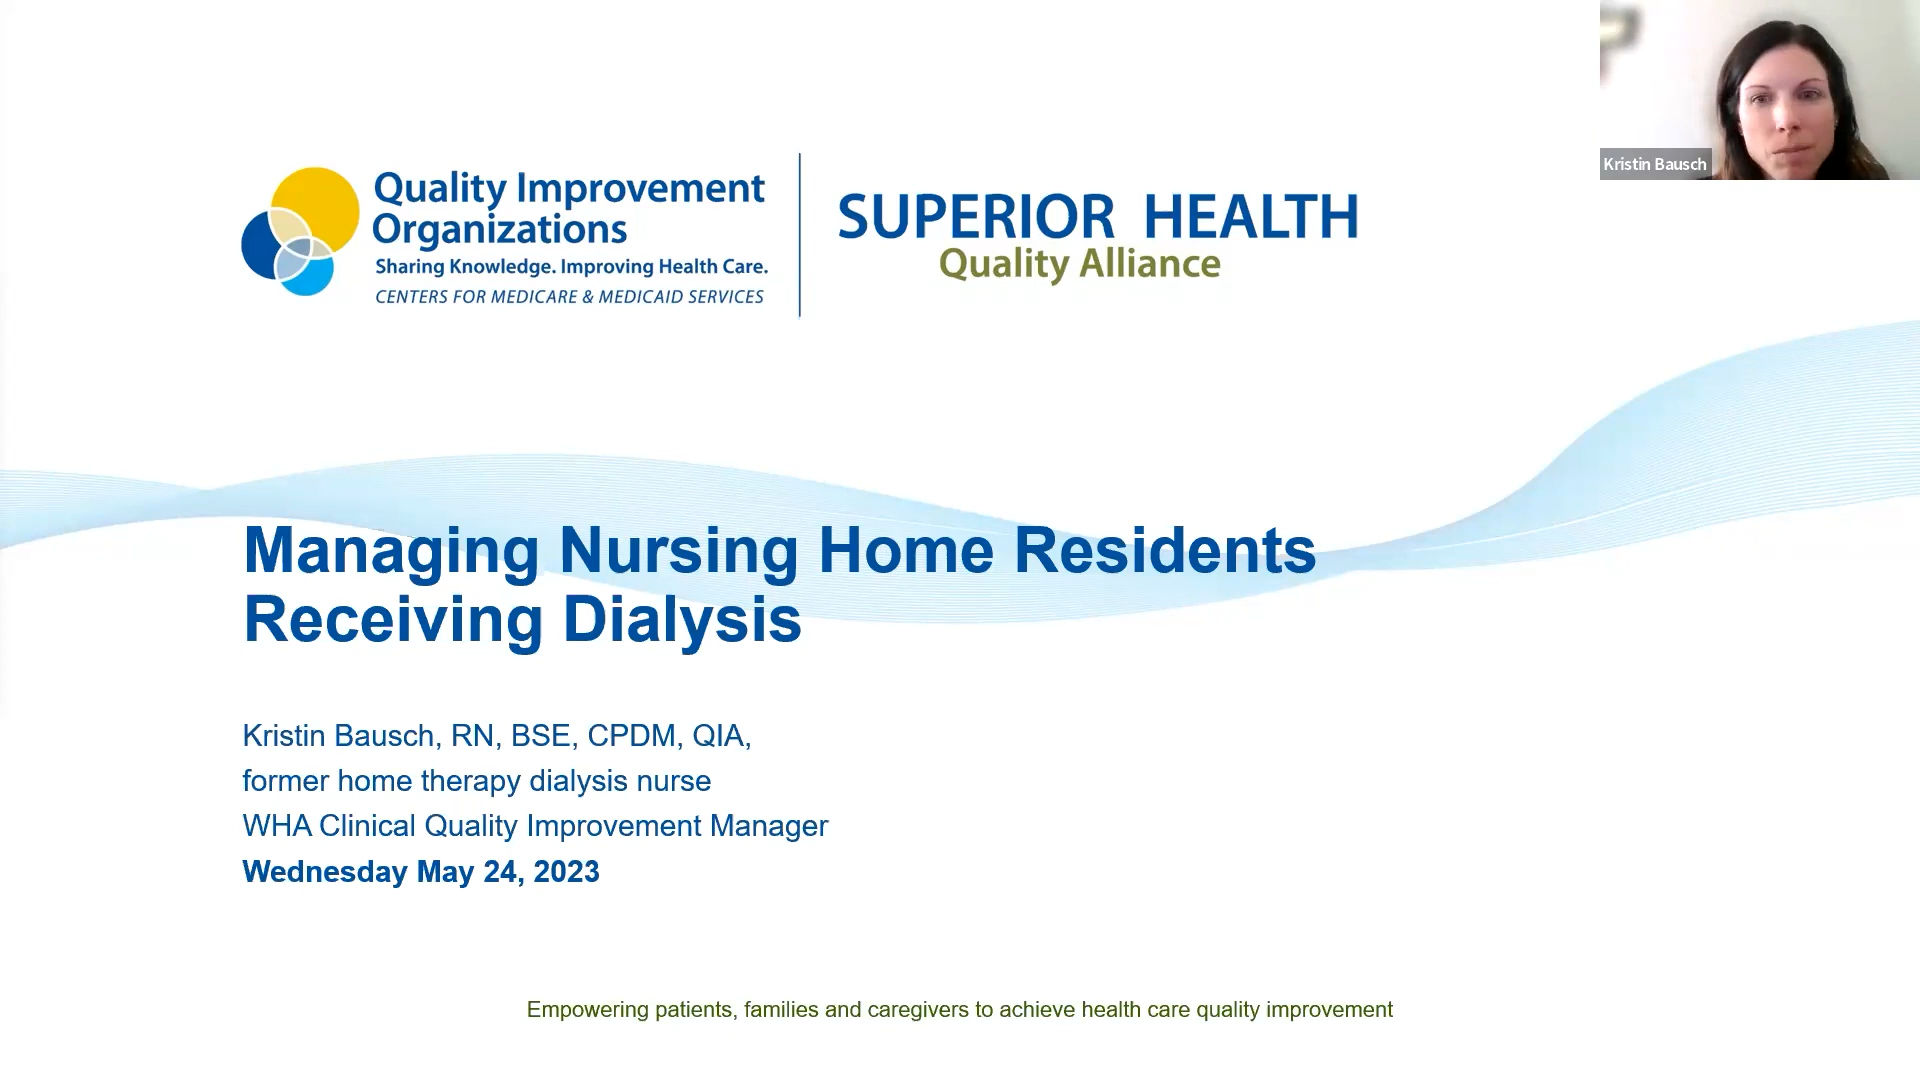 Kristin Bausch
Quality Improvement
Organizations
Sharing Knowledge. Improving Health Care.
CENTERS FOR MEDICARE & MEDICAID SERVICES
SUPERIOR HEALTH
Quality Alliance
Managing Nursing Home Residents
Receiving Dialysis
Kristin Bausch, RN, BSE, CPDM, QIA,
former home therapy dialysis nurse
WHA Clinical Quality Improvement Manager
Wednesday May 24, 2023
Empowering patients, families and caregivers to achieve health care quality improvement